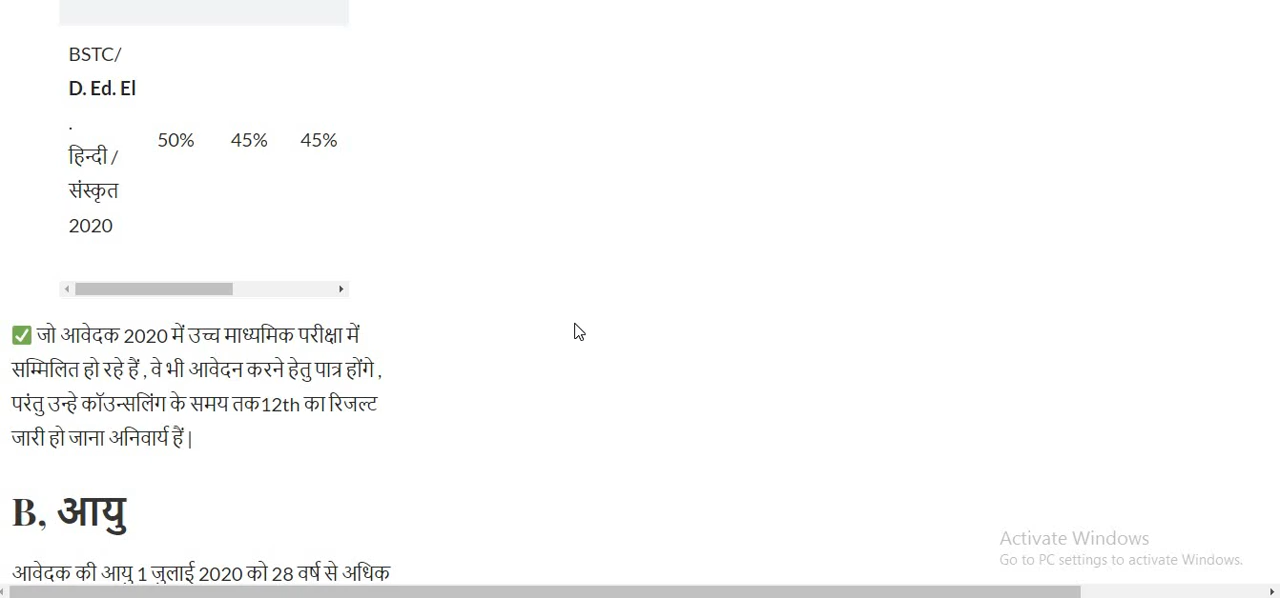 BSTC/
D. Ed. El
.
हिन्दी /
संस्कृत
2020
50% 45% 45%
✅ जो आवेदक 2020 में उच्च माध्यमिक परीक्षा में
सम्मिलित हो रहे हैं , वे भी आवेदन करने हेतु पात्र होंगे ,
परंतु उन्हे कॉउन्सलिंग के समय तक12th का रिजल्ट
जारी हो जाना अनिवार्य हैं |
B, आयु
आवेदक की आयु 1 जुलाई 2020 को 28 वर्ष से अधिक
Activate Windows
Go to PC settings to activate Windows.